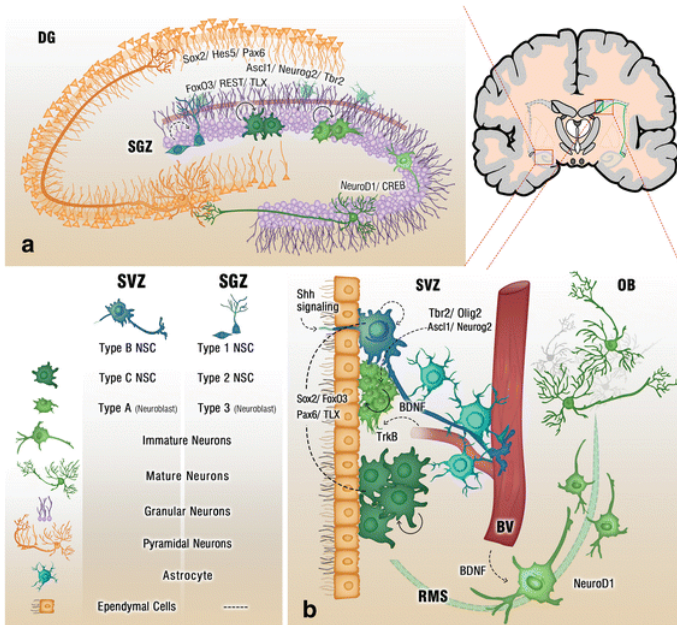 DG
Sox2/ Hes5/ Pax6
Ascl1/ Neurog2/ Tbr2
FoxO3/ REST/ TLX
SGZ
NeuroD1/ CREB
a
SVZ
SGZ
Type B NSC
Type 1 NSC
Type C NSC
Type 2 NSC
Type A (Neuroblast)
Type 3 (Neuroblast)
Immature Neurons
Mature Neurons
Granular Neurons
Pyramidal Neurons
Astrocyte
Ependymal Cells
------
SVZ
OB
Shh
signaling
Tbr2/ Olig2
Ascl1/ Neurog2
Sox2/ FoxO3
Pax6/ TLX
BDNF
TrkB
BV
BDNF
NeuroD1
RMS
b